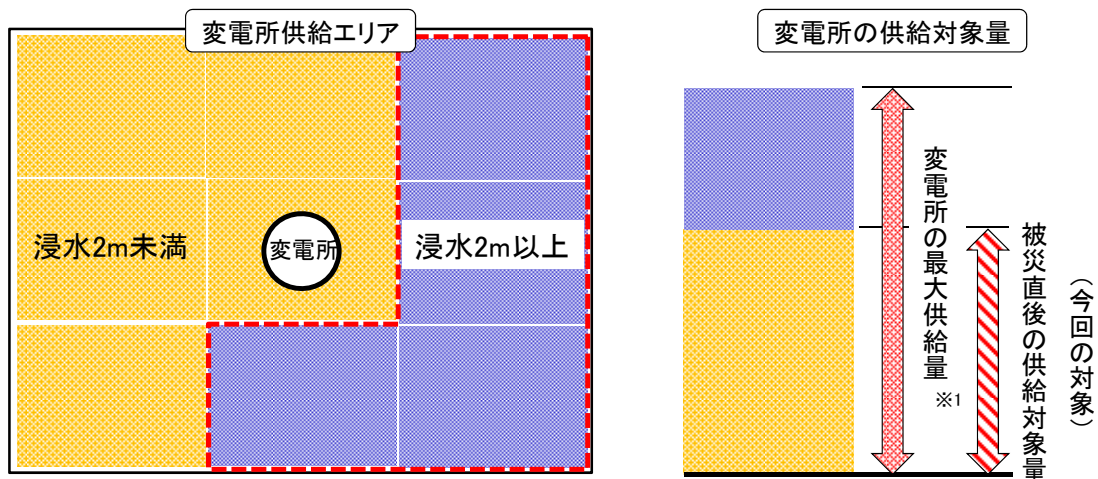 変電所供給エリア
浸水2m未満
変電所
浸水2m以上
変電所の供給対象量
変電所の最大供給量
※1
被災直後の供給対象量
（今回の対象）